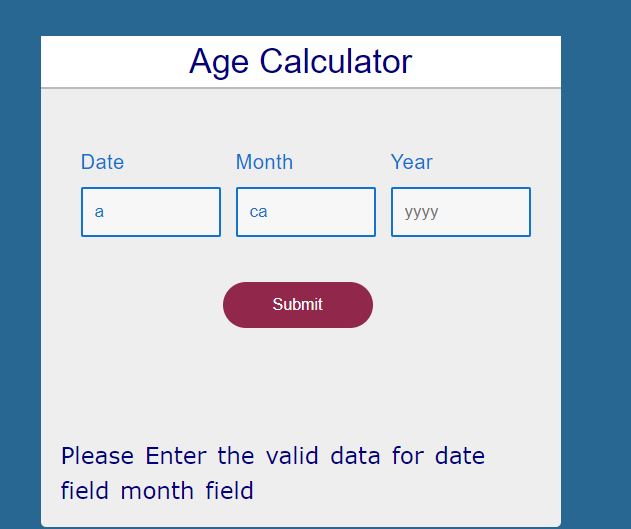 Age Calculator
Date Month Year
a ca yyyy
Submit
Please Enter the valid data for date
field month field